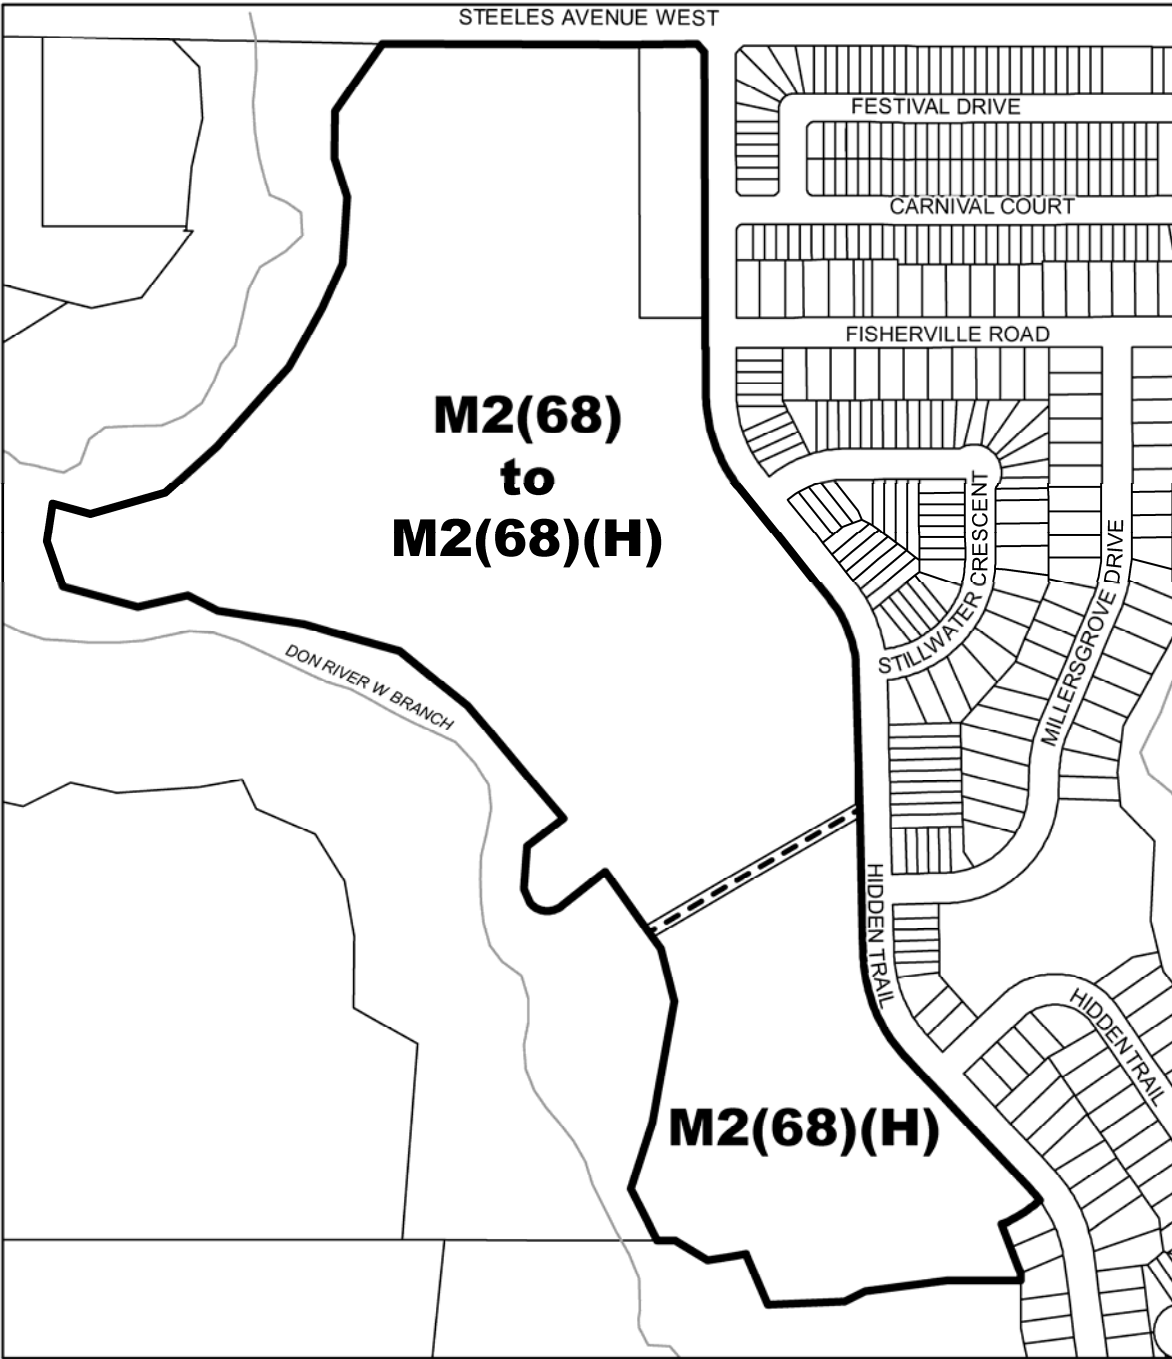 STEELES AVENUE WEST
FESTIVAL DRIVE
CARNIVAL COURT
FISHERVILLE ROAD
M2(68)
to
M2(68)(H)
STILLWATER CRESCENT
MILLERSGROVE DRIVE
DON RIVER W BRANCH
HIDDEN TRAIL
HIDDEN TRAIL
M2(68)(H)